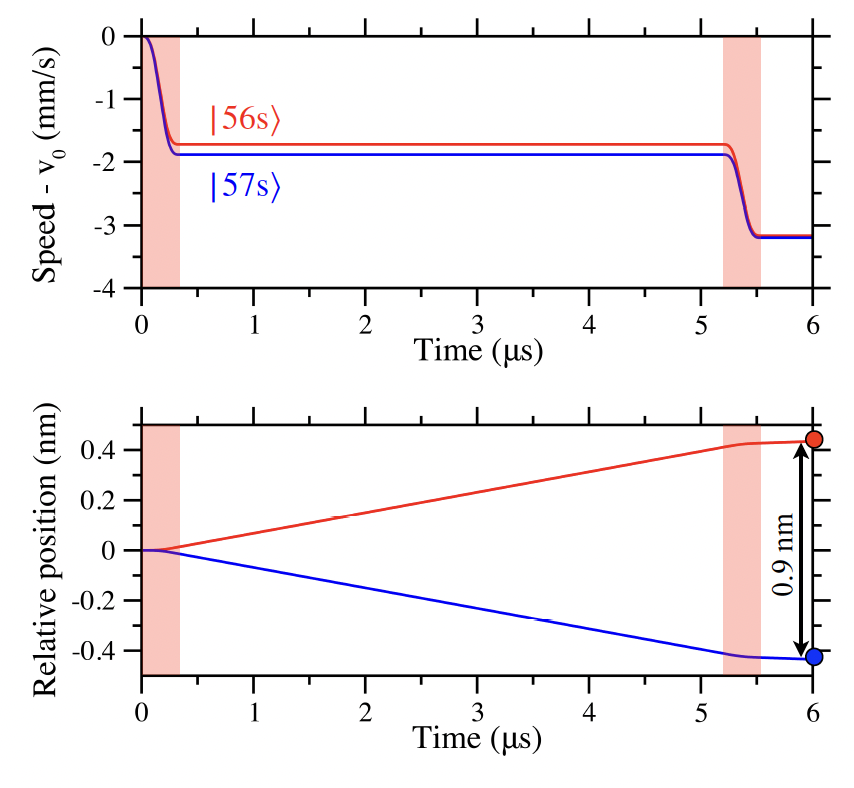 Speed - v₀ (mm/s)
0
-1
-2
-3
-4
|56s⟩
|57s⟩
0 1 2 3 4 5 6
Time (μs)
Relative position (nm)
0.4
0.2
0
-0.2
-0.4
0.9 nm
0 1 2 3 4 5 6
Time (μs)